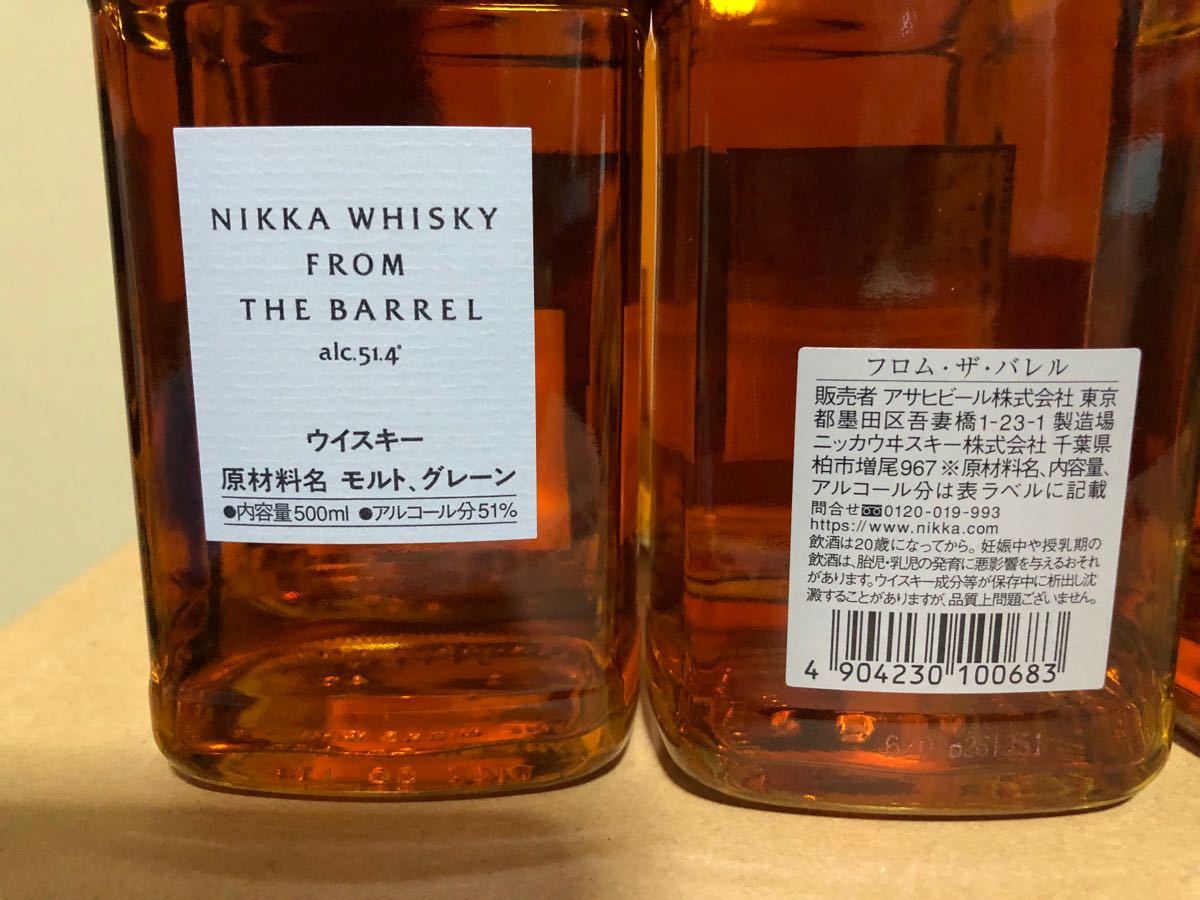 NIKKA WHISKY
FROM
THE BARREL
alc.51.4°
ウイスキー
原材料名 モルト、グレーン
●内容量500ml ●アルコール分51%
フロム・ザ・バレル
販売者 アサヒビール株式会社 東京
都墨田区吾妻橋1-23-1 製造場
ニッカウヰスキー株式会社 千葉県
柏市増尾967※原材料名、内容量、
アルコール分は表ラベルに記載
問合せ 0120-019-993
https://www.nikka.com
飲酒は20歳になってから。妊娠中や授乳期の
飲酒は、胎児・乳児の発育に悪影響を与えるおそれ
があります。ウイスキー成分等が保存中に析出し沈
澱することがありますが、品質上問題ございません。
4 904230 100683